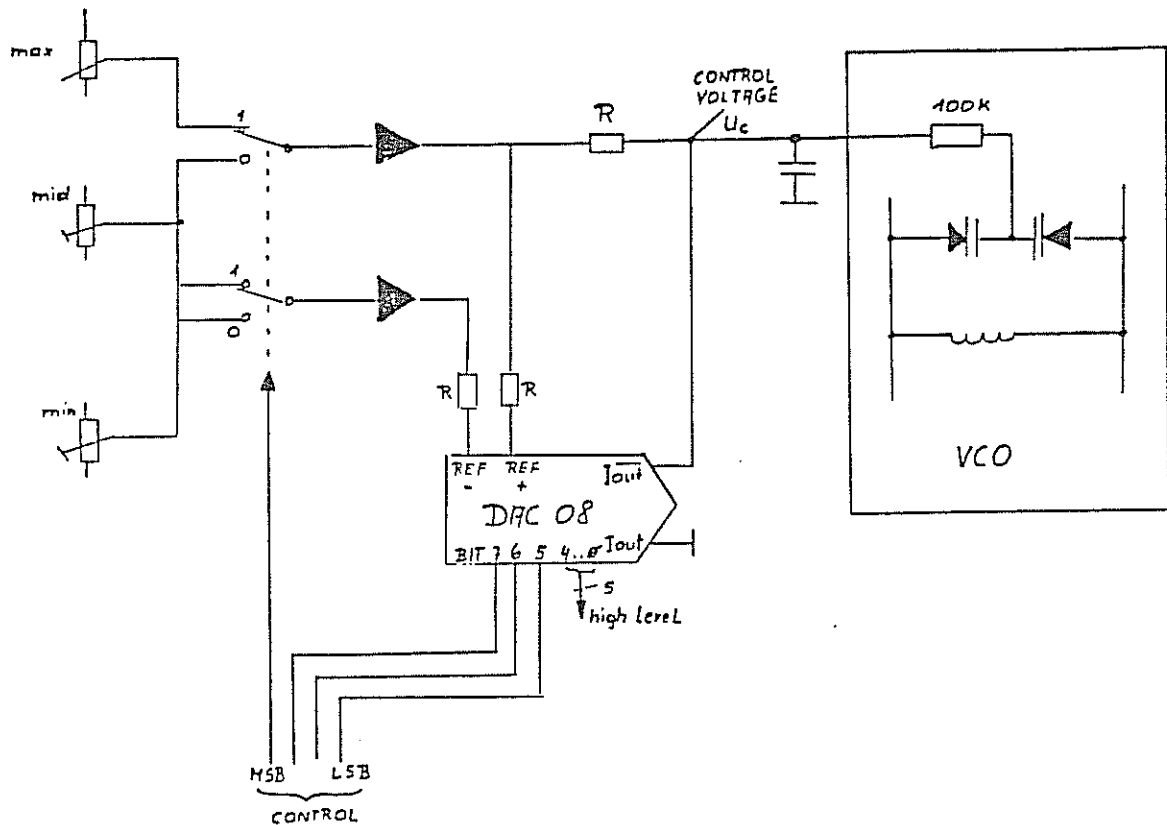 max
1
0
mid
1
0
min
R
CONTROL
VOLTAGE
Uc
100K
VCO
R
R
REF
-
REF
+
I̅o̅u̅t̅
DAC 08
BIT 7 6 5 4..0
Iout
5
high level
MSB
LSB
CONTROL